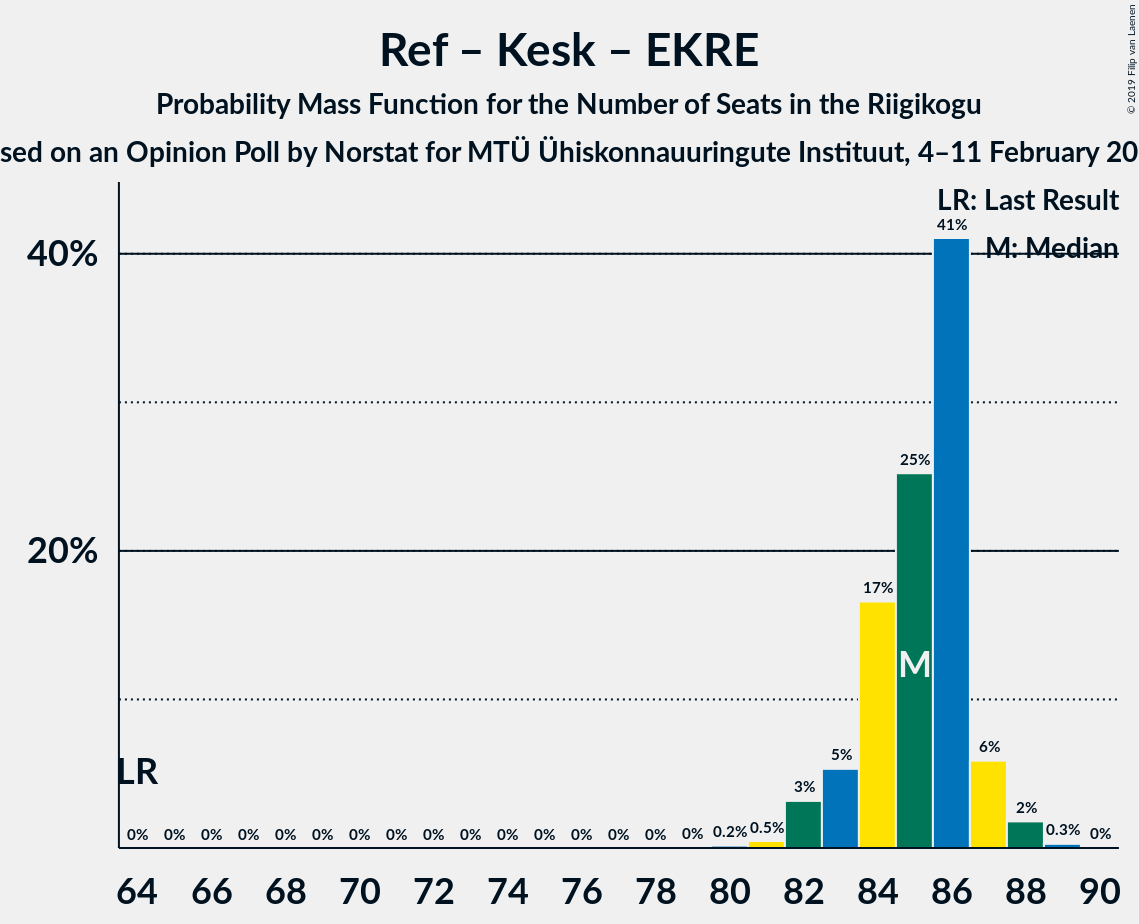 Ref – Kesk – EKRE
Probability Mass Function for the Number of Seats in the Riigikogu
sed on an Opinion Poll by Norstat for MTÜ Ühiskonnauuringute Instituut, 4–11 February 20
© 2019 Filip van Laenen
LR: Last Result
M: Median
41%
40%
25%
20%
17%
M
6%
5%
LR
3%
2%
0% 0% 0% 0% 0% 0% 0% 0% 0% 0% 0% 0% 0% 0% 0% 0% 0.2% 0.5% 0.3% 0%
64 66 68 70 72 74 76 78 80 82 84 86 88 90